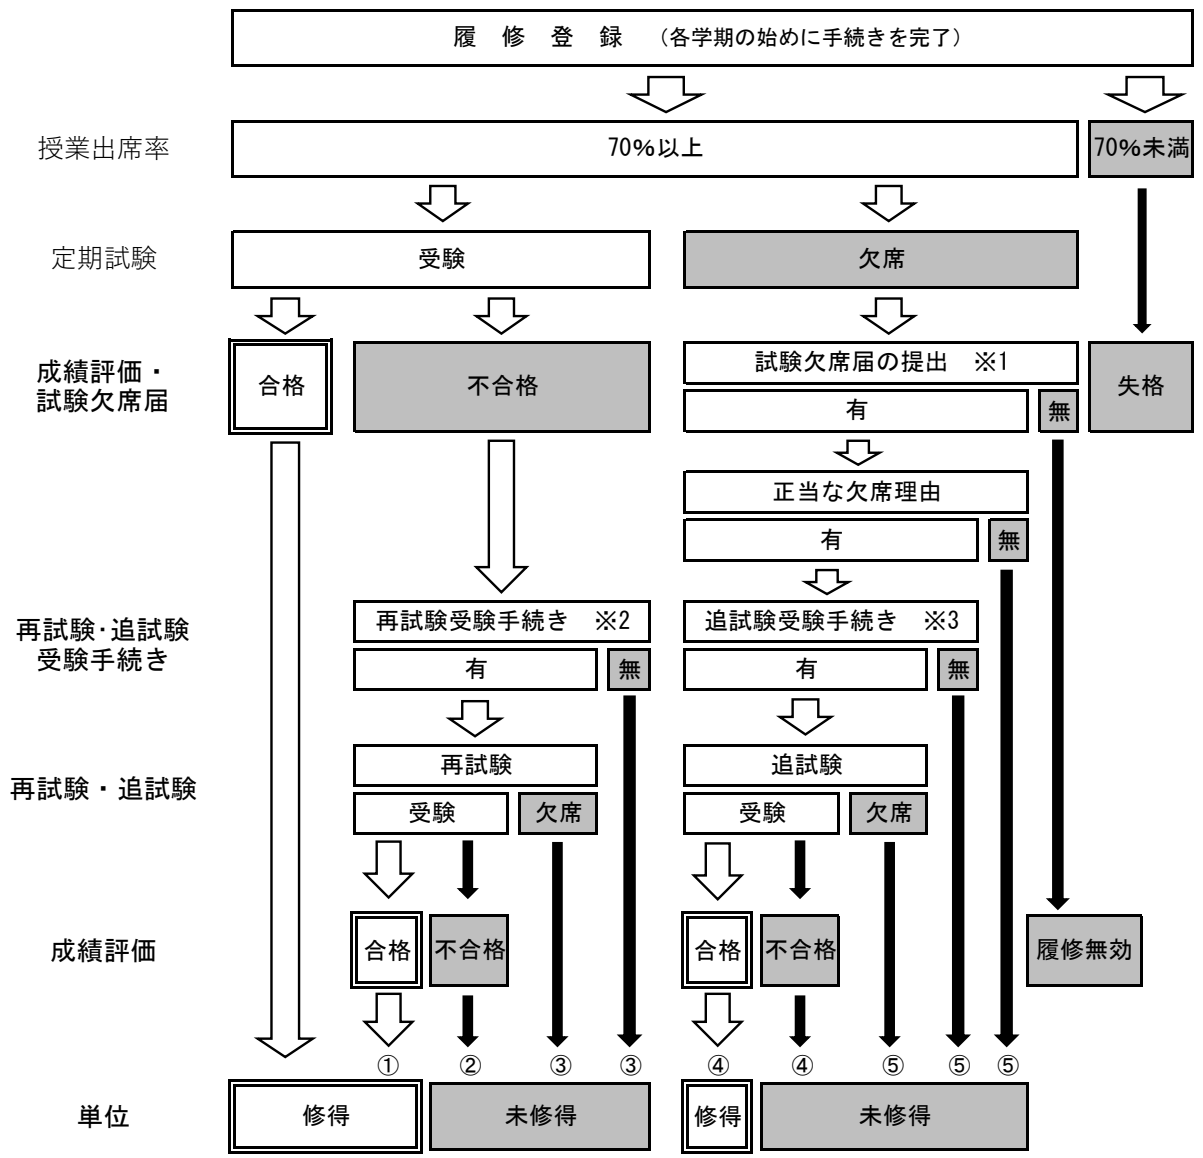 履 修 登 録 （各学期の始めに手続きを完了）
授業出席率
70%以上
70%未満
定期試験
受験
欠席
成績評価・
試験欠席届
合格
不合格
試験欠席届の提出 ※1
有
無
失格
正当な欠席理由
有
無
再試験・追試験
受験手続き
再試験受験手続き ※2
有
無
追試験受験手続き ※3
有
無
再試験・追試験
再試験
受験
欠席
追試験
受験
欠席
成績評価
合格
不合格
合格
不合格
履修無効
① ② ③ ③ ④ ④ ⑤ ⑤ ⑤
単位
修得
未修得
修得
未修得